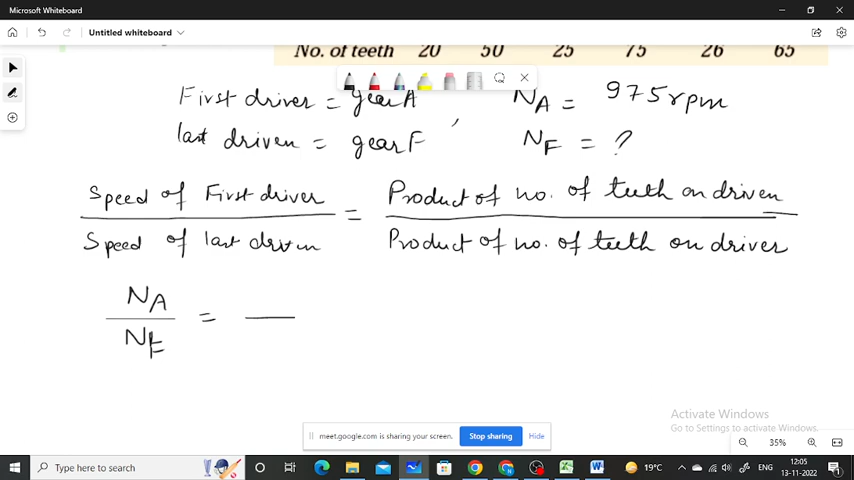 Microsoft Whiteboard
Untitled whiteboard
No. of teeth 20 50 25 75 26 65
First driver = gear A , NA = 975 rpm
last driven = gear F NF = ?
Speed of First driver = Product of no. of teeth on driven
Speed of last driven Product of no. of teeth on driver
NA
=
NF
Activate Windows
Go to Settings to activate Windows.
meet.google.com is sharing your screen. Stop sharing Hide
35%
Type here to search 19°C ENG 12:05
13-11-2022